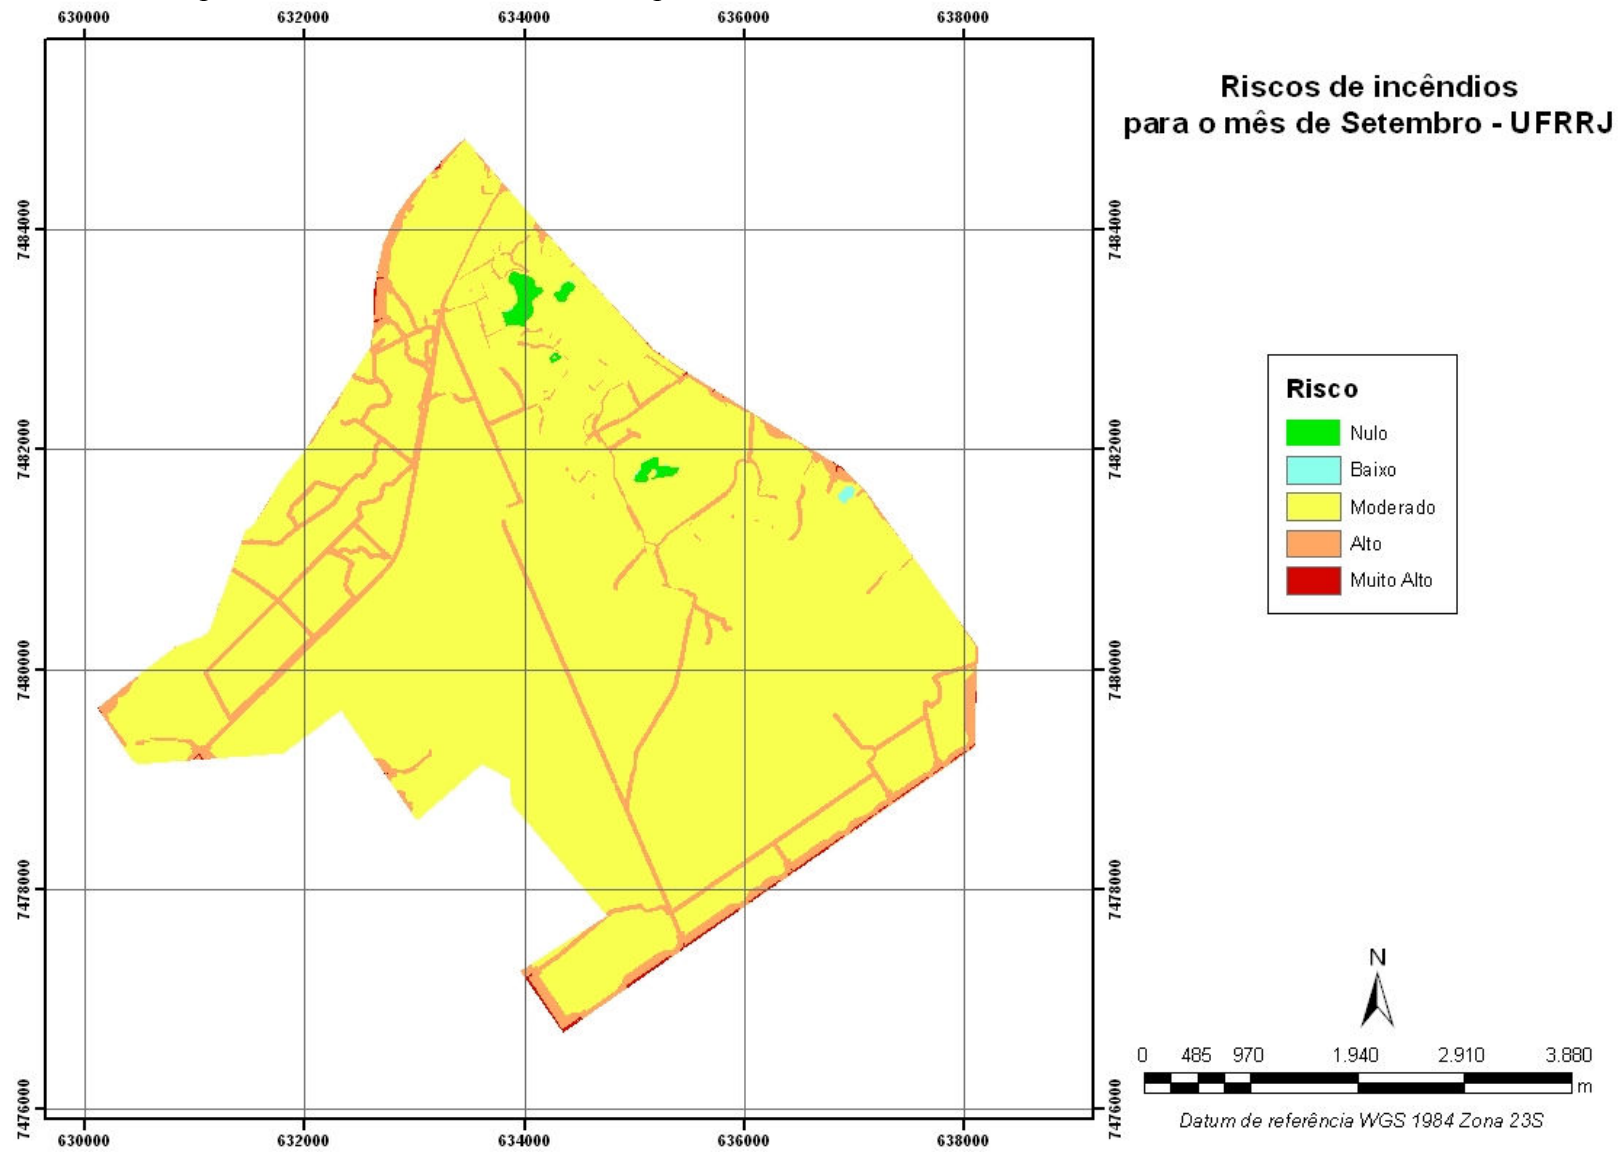 630000 632000 634000 636000 638000
Riscos de incêndios
para o mês de Setembro - UFRRJ
7484000 7484000
Risco
Nulo
7482000 7482000
Baixo
Moderado
Alto
Muito Alto
7480000 7480000
7478000 7478000
N
0 485 970 1.940 2.910 3.880
m
7476000 7476000
Datum de referência WGS 1984 Zona 23S
630000 632000 634000 636000 638000